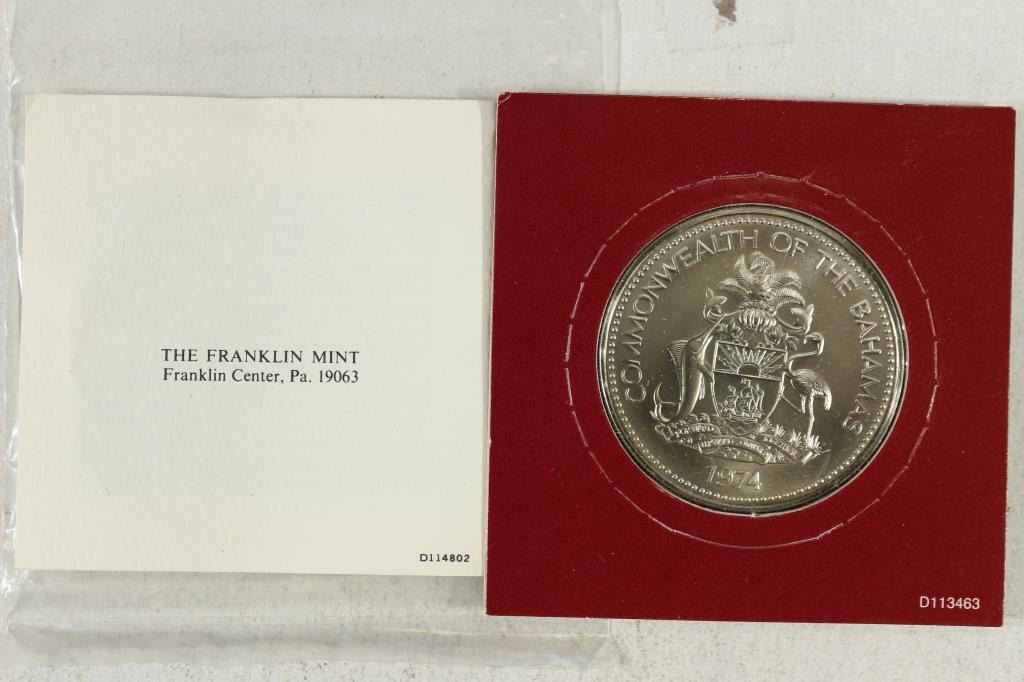 THE FRANKLIN MINT
Franklin Center, Pa. 19063
D114802
COMMONWEALTH OF THE BAHAMAS
1974
D113463